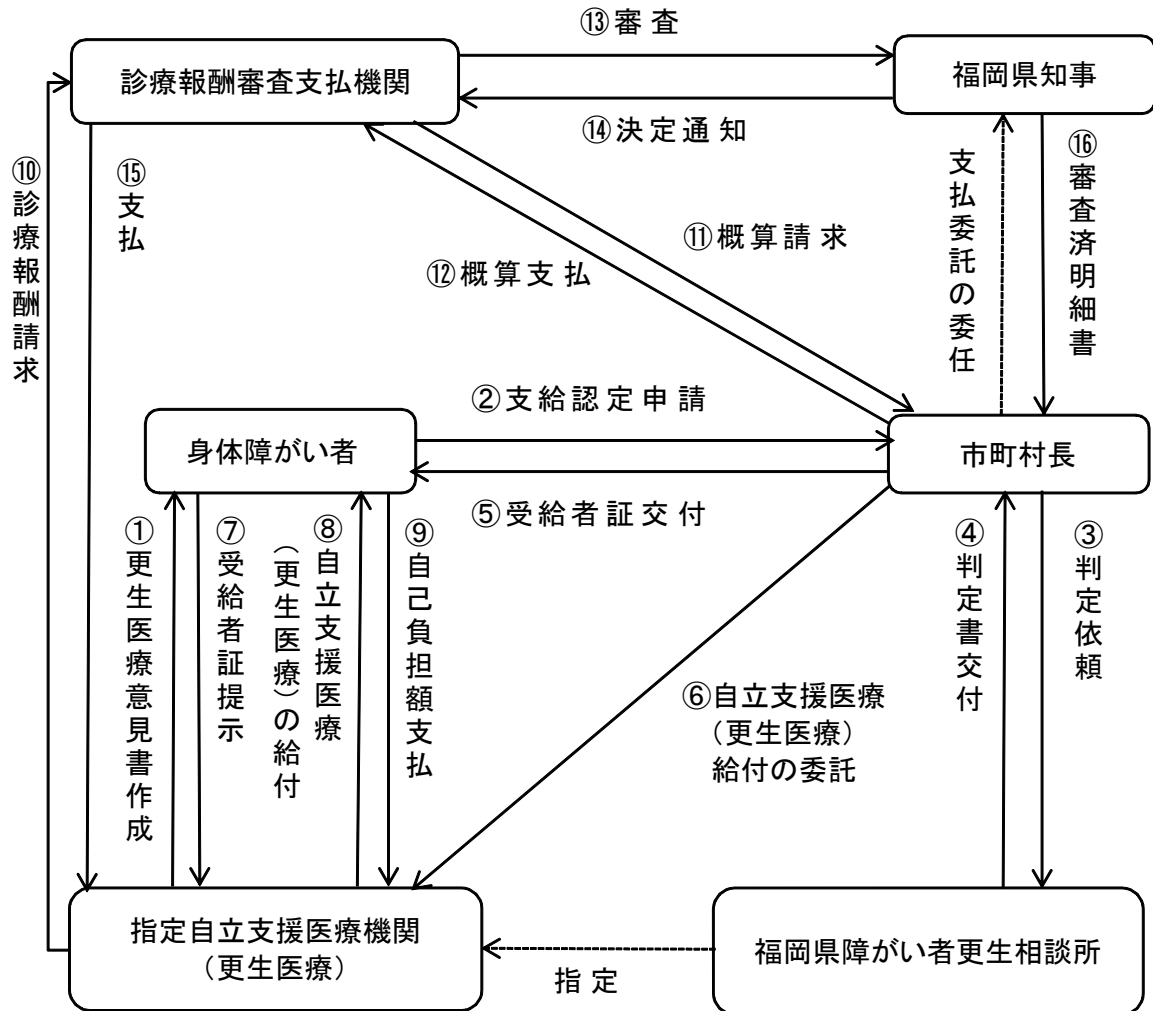 ⑬審査
診療報酬審査支払機関
福岡県知事
⑭決定通知
⑩診療報酬請求
⑮支払
⑪概算請求
⑫概算支払
支払委託の委任
⑯審査済明細書
②支給認定申請
身体障がい者
市町村長
⑤受給者証交付
①更生医療意見書作成
⑦受給者証提示
⑧自立支援医療
(更生医療)の給付
⑨自己負担額支払
④判定書交付
③判定依頼
⑥自立支援医療
(更生医療)
給付の委託
指定自立支援医療機関
(更生医療)
指定
福岡県障がい者更生相談所